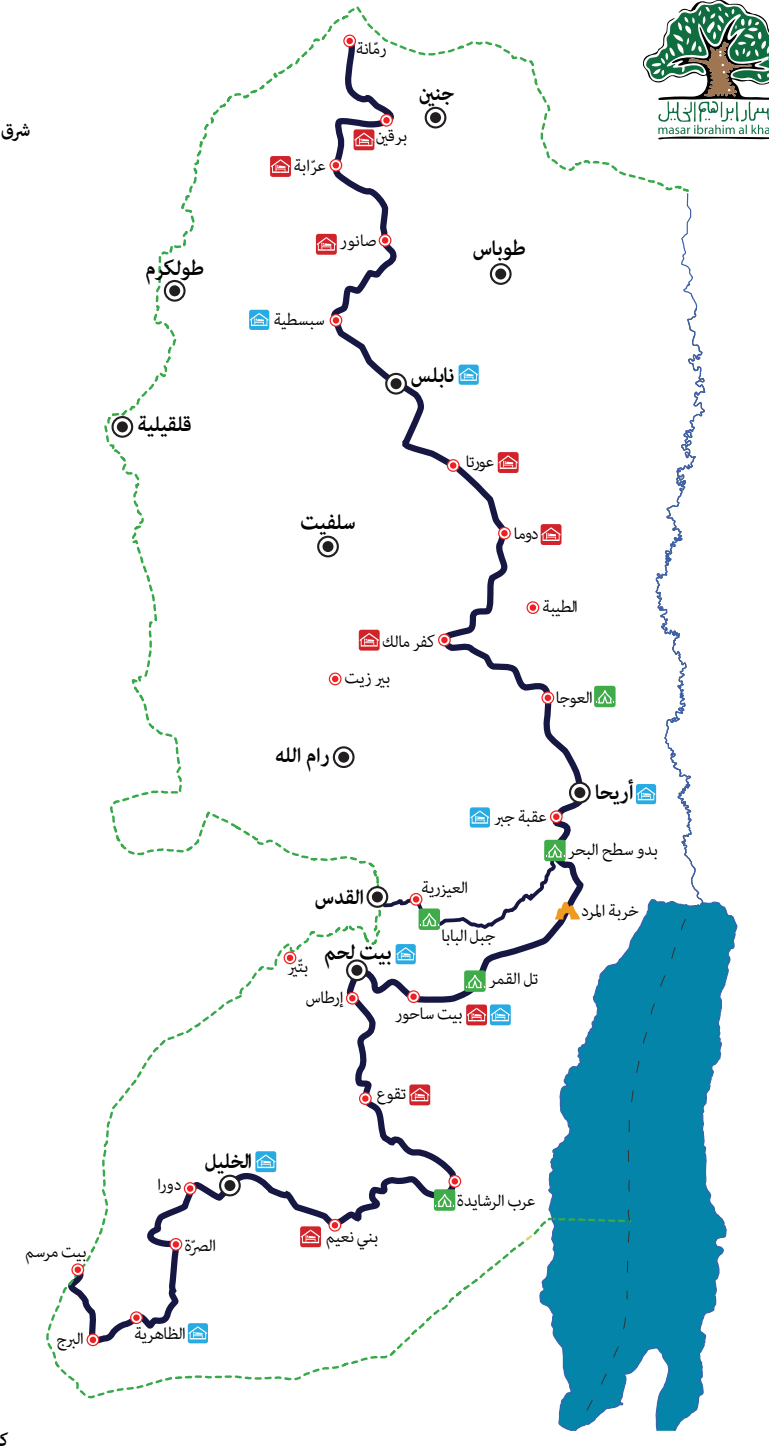 رمّانة
جنين
مسار إبراهيم الخليل
masar ibrahim al kha
شرق
برقين
عرّابة
صانور
طوباس
طولكرم
سبسطية
نابلس
قلقيلية
عورتا
سلفيت
دوما
الطيبة
كفر مالك
بير زيت
العوجا
رام الله
أريحا
عقبة جبر
بدو سطح البحر
العيزرية
القدس
خربة المرد
جبل البابا
بيت لحم
بتّير
تل القمر
إرطاس
بيت ساحور
تقوع
الخليل
دورا
عرب الرشايدة
بني نعيم
الصرّة
بيت مرسم
الظاهرية
البرج